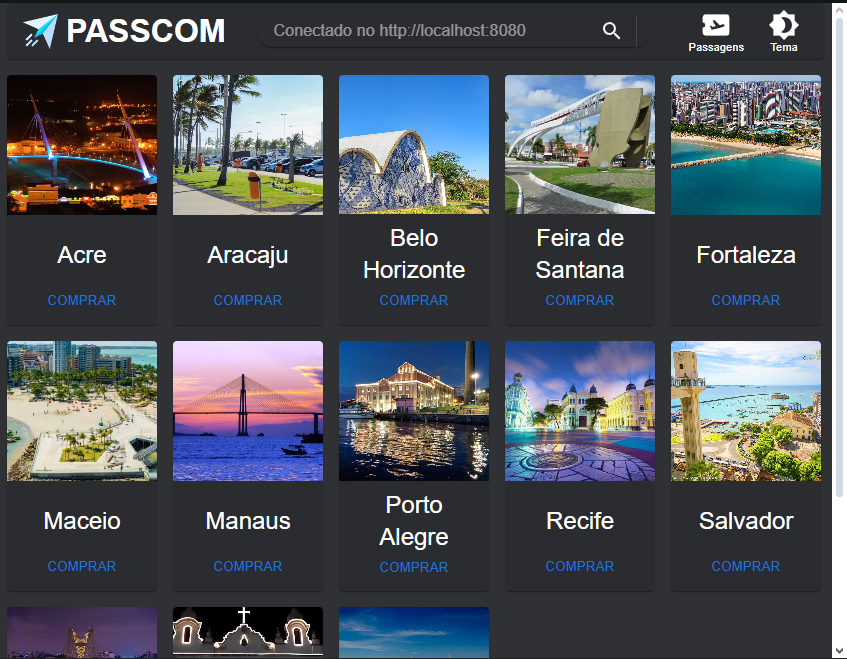 PASSCOM
Conectado no http://localhost:8080
Passagens
Tema
Acre
Aracaju
Belo
Horizonte
Feira de
Santana
Fortaleza
COMPRAR
COMPRAR
COMPRAR
COMPRAR
COMPRAR
Maceio
Manaus
Porto
Alegre
Recife
Salvador
COMPRAR
COMPRAR
COMPRAR
COMPRAR
COMPRAR